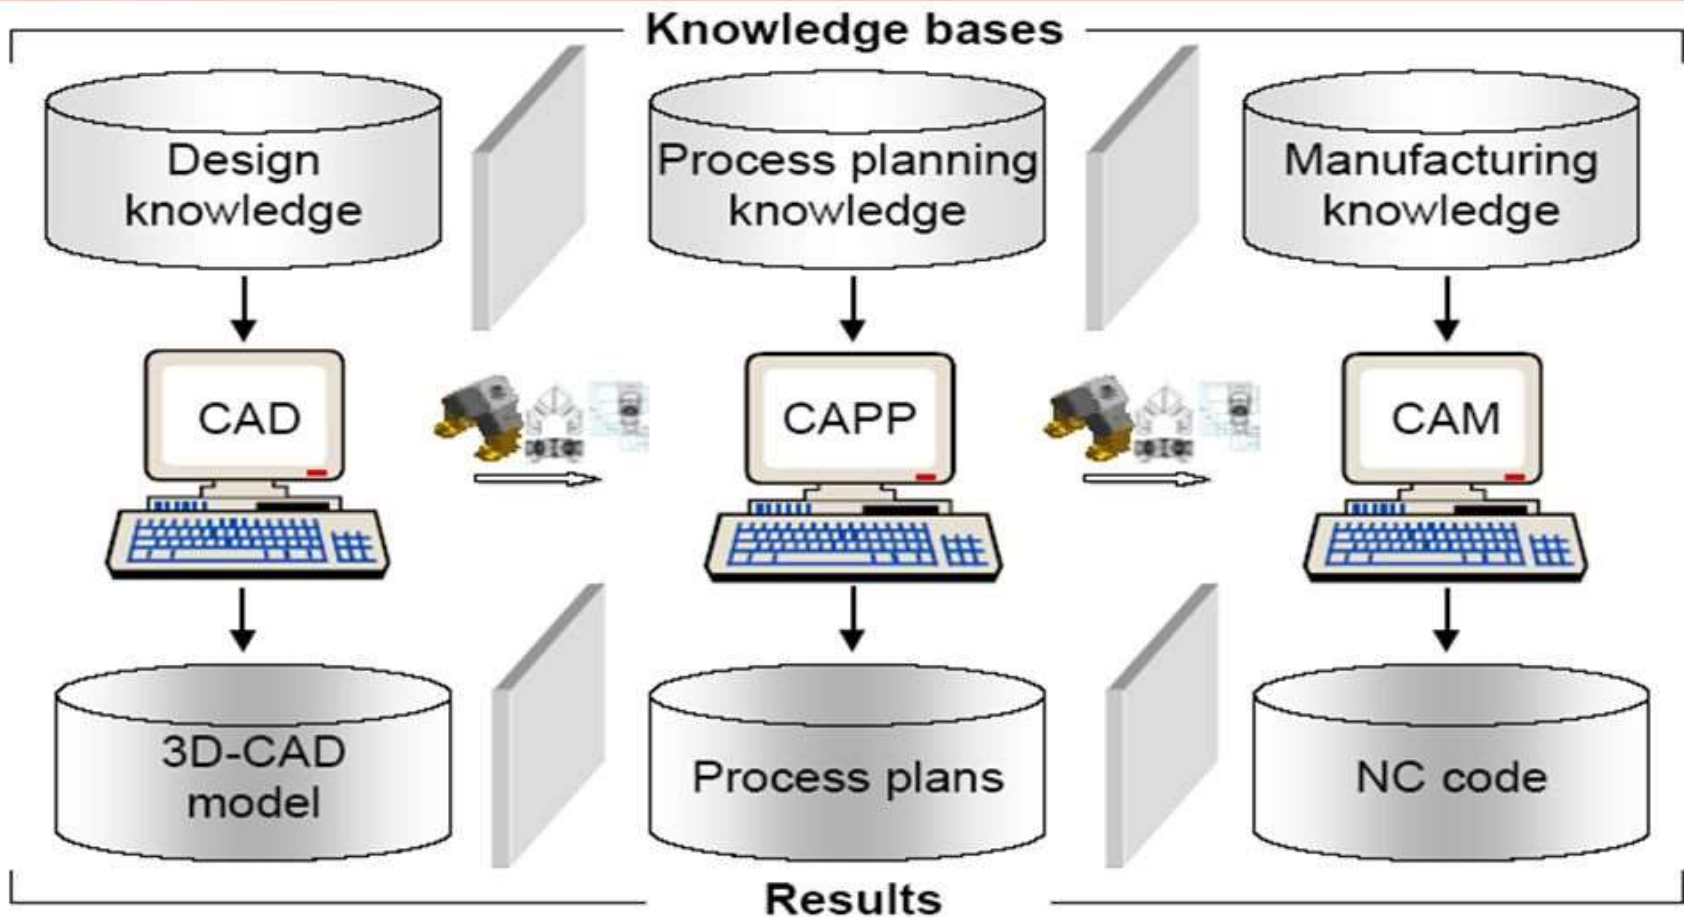 Knowledge bases
Design
knowledge
Process planning
knowledge
Manufacturing
knowledge
CAD
CAPP
CAM
3D-CAD
model
Process plans
NC code
Results